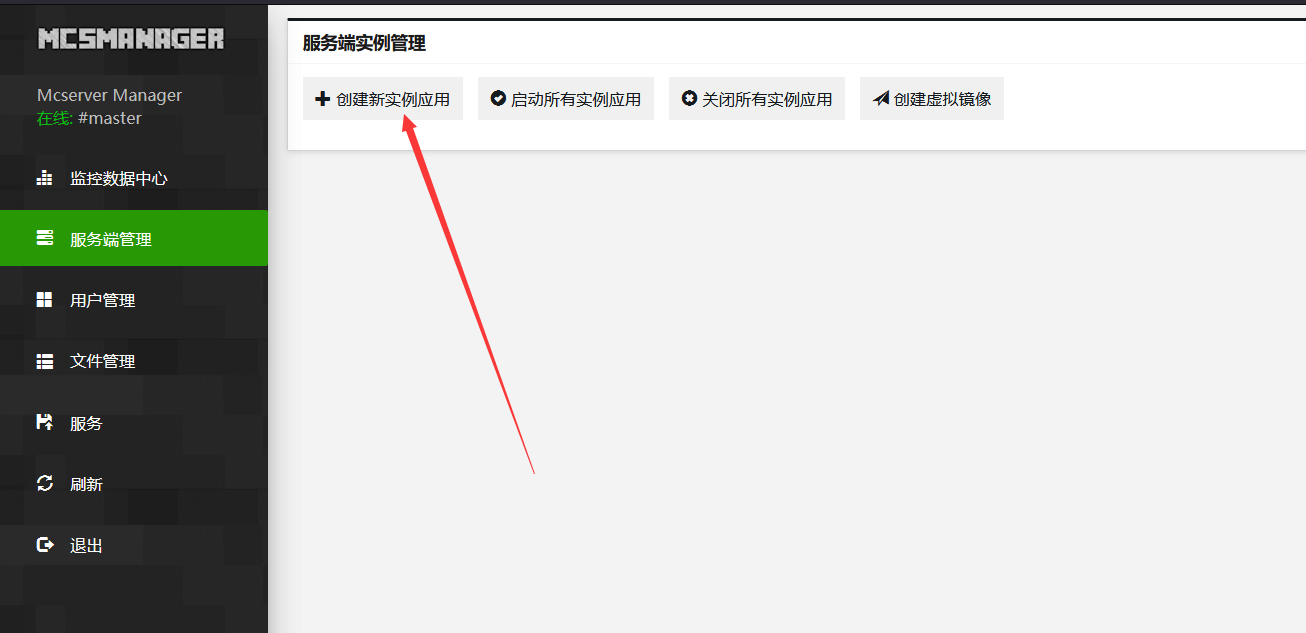 MCSMANAGER
Mcserver Manager
在线: #master
监控数据中心
服务端管理
用户管理
文件管理
服务
刷新
退出
服务端实例管理
创建新实例应用 启动所有实例应用 关闭所有实例应用 创建虚拟镜像